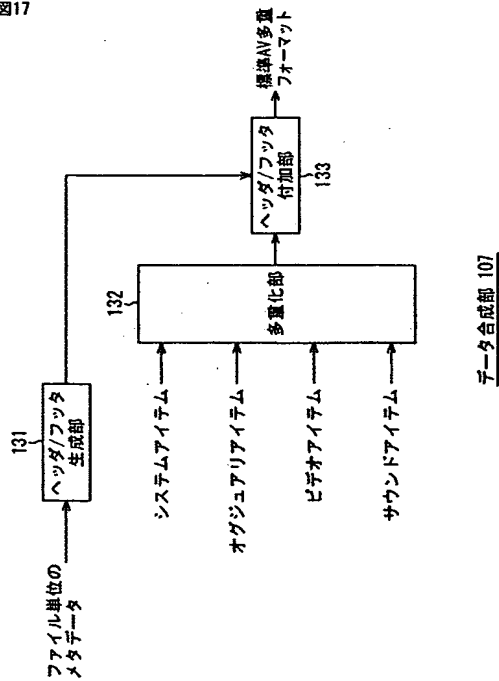 図17
ファイル単位の
メタデータ
131
ヘッダ/フッタ
生成部
システムアイテム
オグジュアリアイテム
ビデオアイテム
サウンドアイテム
132
多重化部
ヘッダ/フッタ
付加部
133
標準AV多重
フォーマット
データ合成部 107